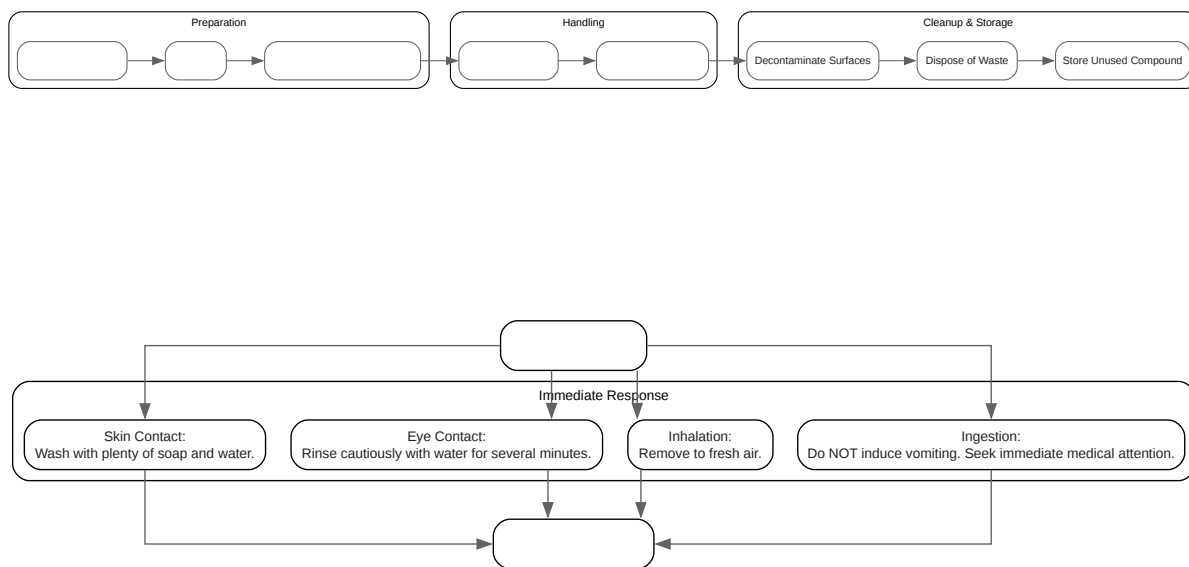 Preparation
Handling
Cleanup & Storage
Decontaminate Surfaces
Dispose of Waste
Store Unused Compound
Immediate Response
Skin Contact:
Wash with plenty of soap and water.
Eye Contact:
Rinse cautiously with water for several minutes.
Inhalation:
Remove to fresh air.
Ingestion:
Do NOT induce vomiting. Seek immediate medical attention.